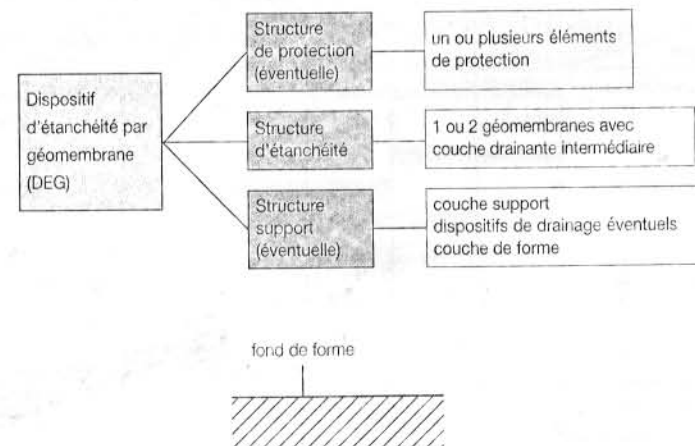 Structure
de protection
(éventuelle)
un ou plusieurs éléments
de protection
Dispositif
d'étanchéité par
géomembrane
(DEG)
Structure
d'étanchéité
1 ou 2 géomembranes avec
couche drainante intermédiaire
Structure
support
(éventuelle)
couche support
dispositifs de drainage éventuels
couche de forme
fond de forme